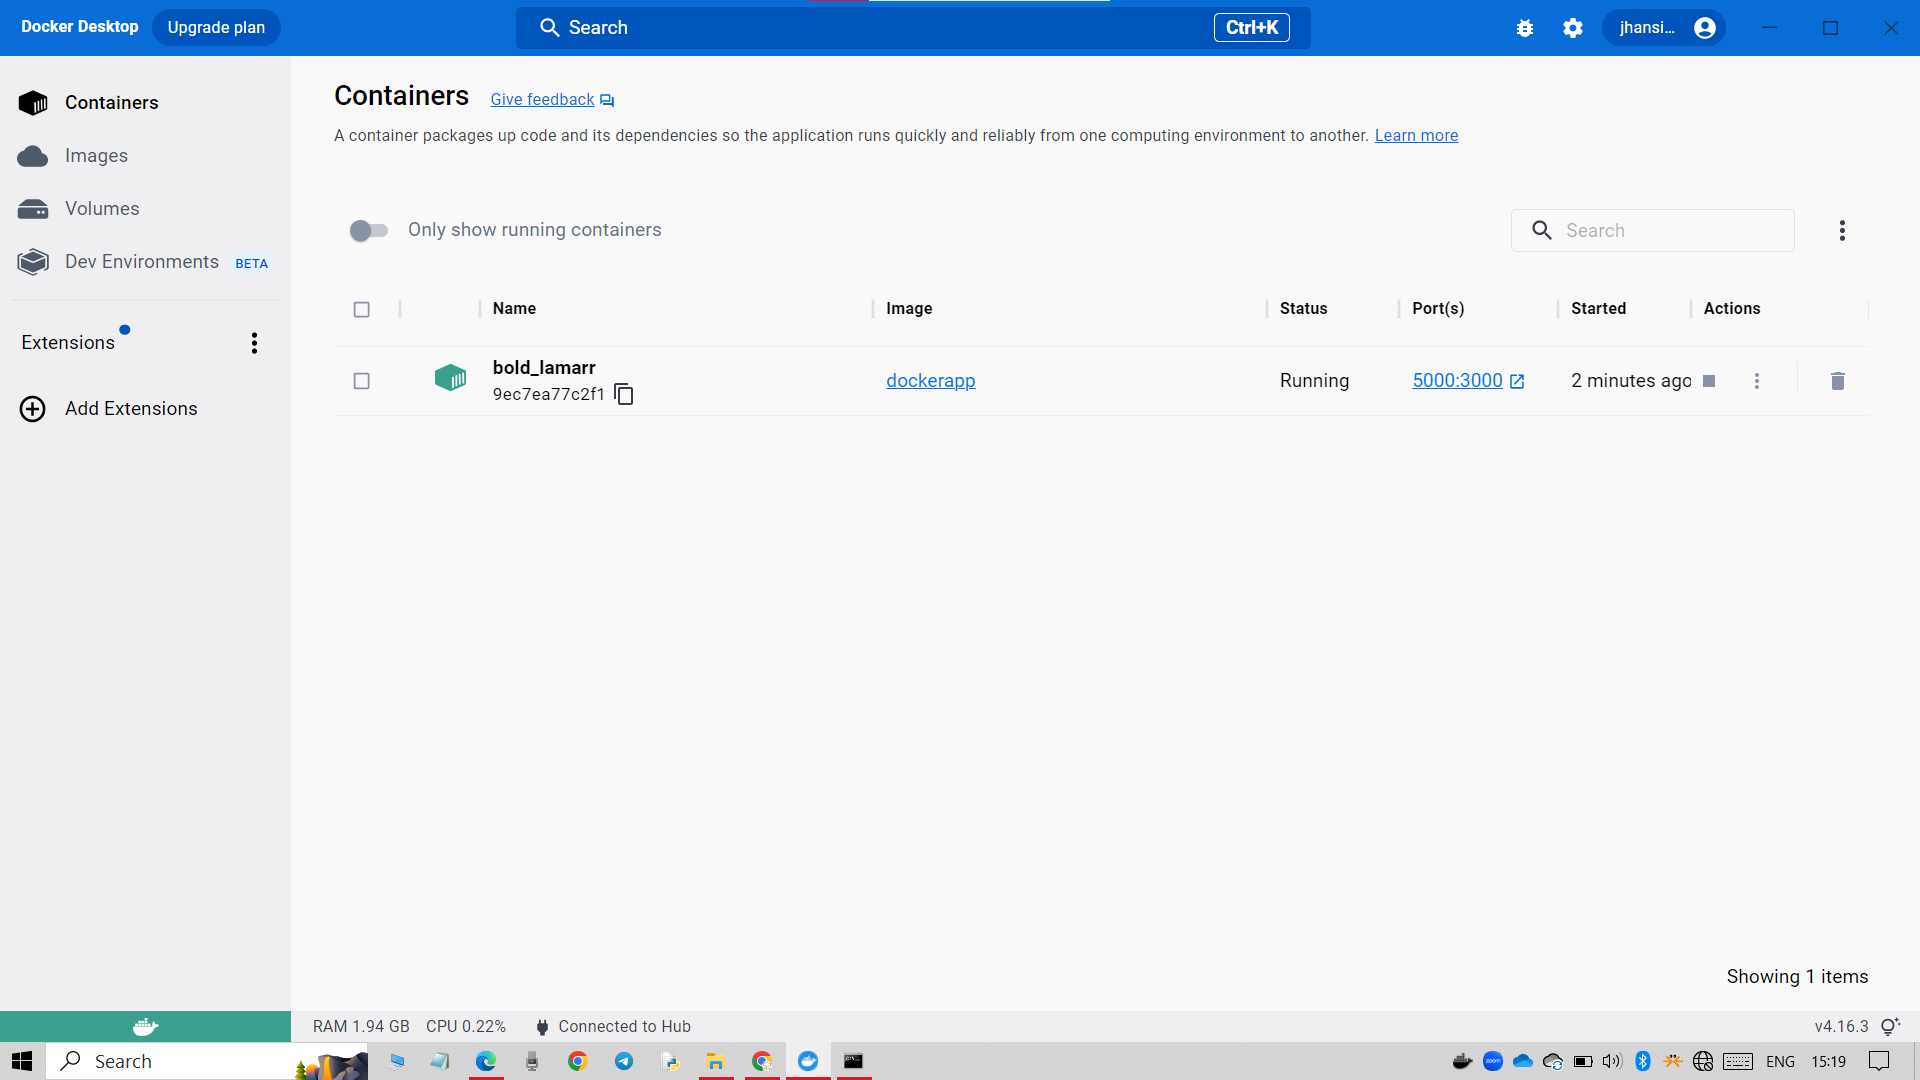 Docker Desktop Upgrade plan Search Ctrl+K jhansi...
Containers
Images
Volumes
Dev Environments BETA
Extensions
Add Extensions
Containers Give feedback
A container packages up code and its dependencies so the application runs quickly and reliably from one computing environment to another. Learn more
Only show running containers Search
Name Image Status Port(s) Started Actions
bold_lamarr dockerapp Running 5000:3000 2 minutes ago
9ec7ea77c2f1
Showing 1 items
RAM 1.94 GB CPU 0.22% Connected to Hub v4.16.3
Search ENG 15:19